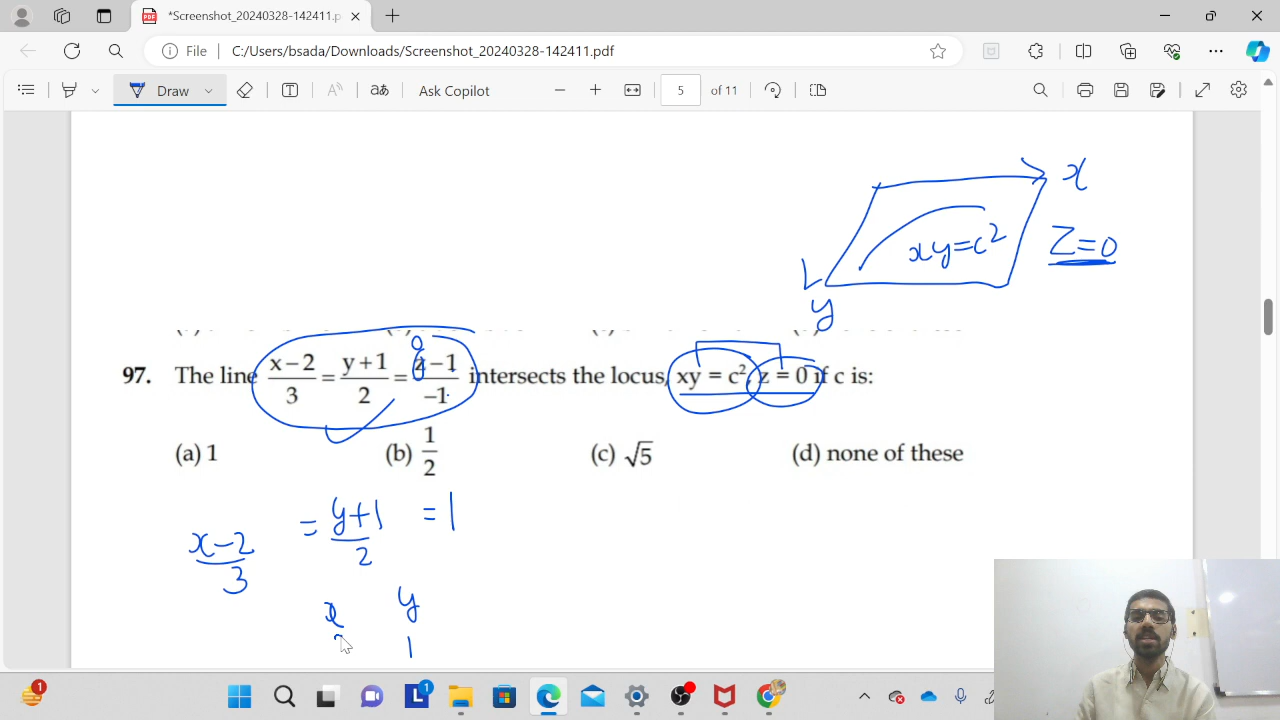 *Screenshot_20240328-142411.p
File C:/Users/bsada/Downloads/Screenshot_20240328-142411.pdf
Draw Ask Copilot 5 of 11
x
xy=c²
Z=0
y
0
97. The line (x−2)/3 = (y+1)/2 = (z−1)/−1 intersects the locus, xy = c², z = 0 if c is:
(a) 1 (b) 1/2 (c) √5 (d) none of these
(x−2)/3 = (y+1)/2 = 1
x y
1